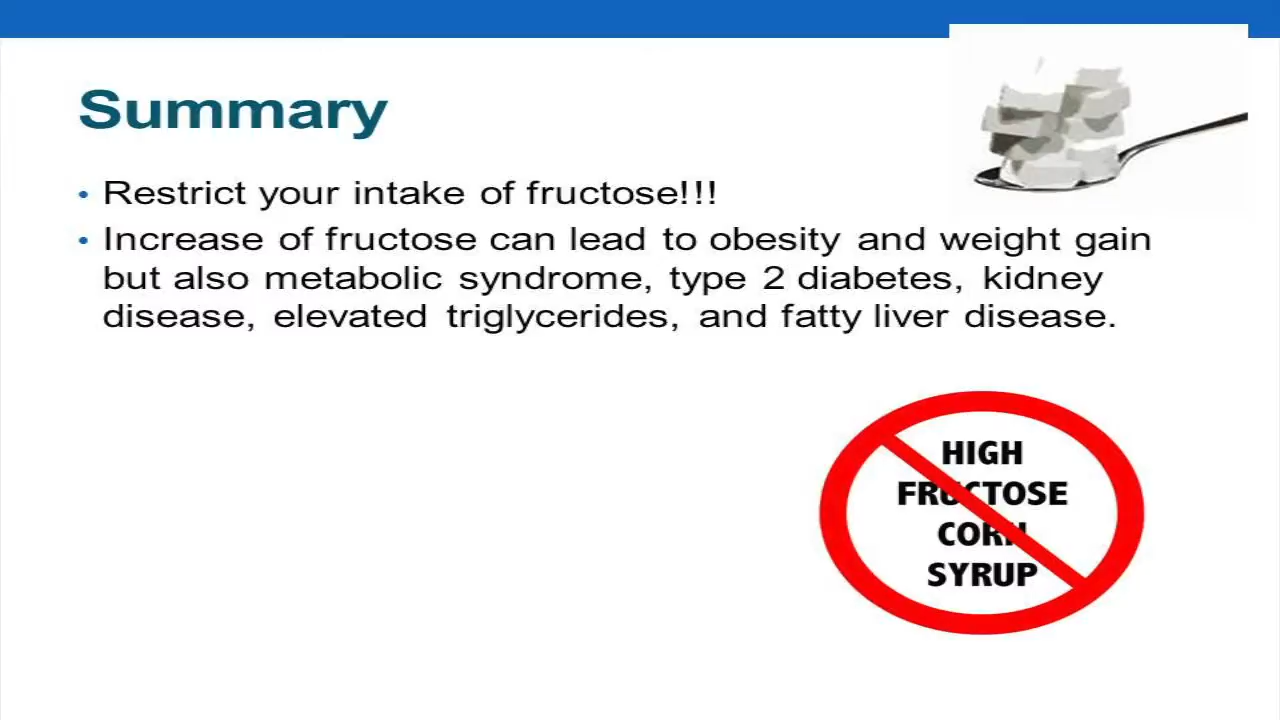 Summary
• Restrict your intake of fructose!!!
• Increase of fructose can lead to obesity and weight gain
but also metabolic syndrome, type 2 diabetes, kidney
disease, elevated triglycerides, and fatty liver disease.
HIGH
FRUCTOSE
CORN
SYRUP